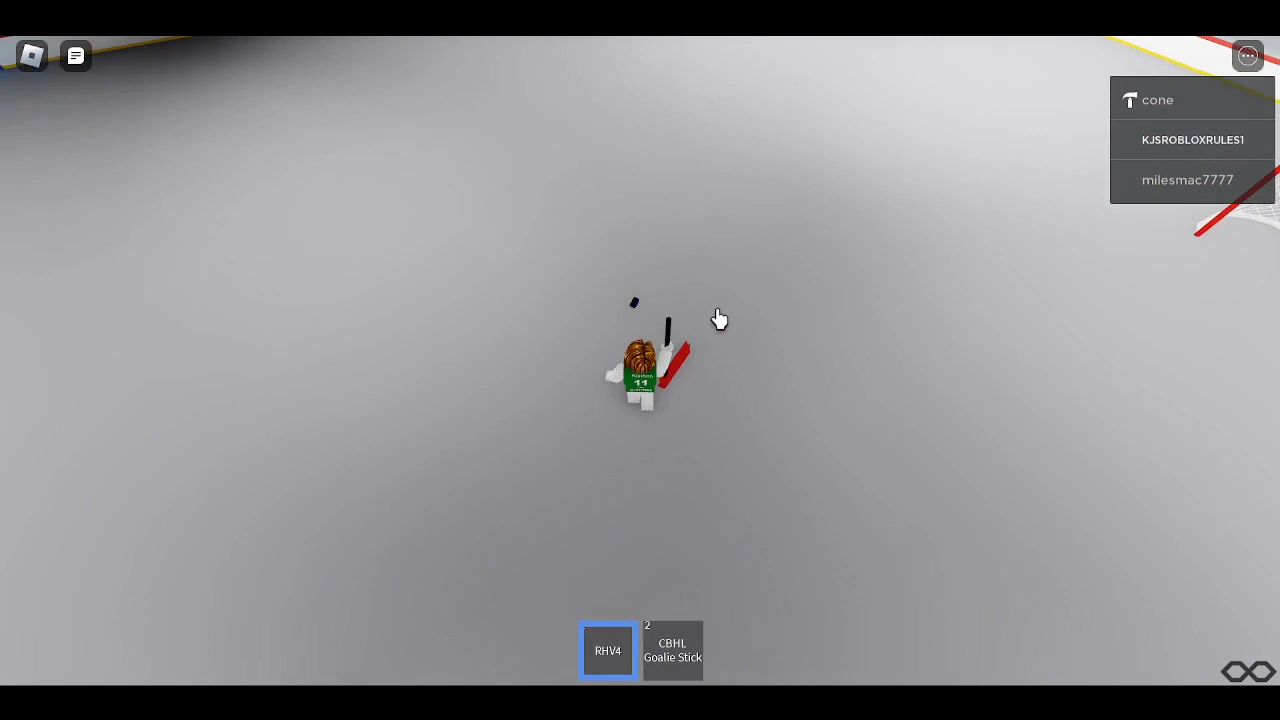 cone
KJSROBLOXRULES1
milesmac7777
11
RHV4
2
CBHL
Goalie Stick